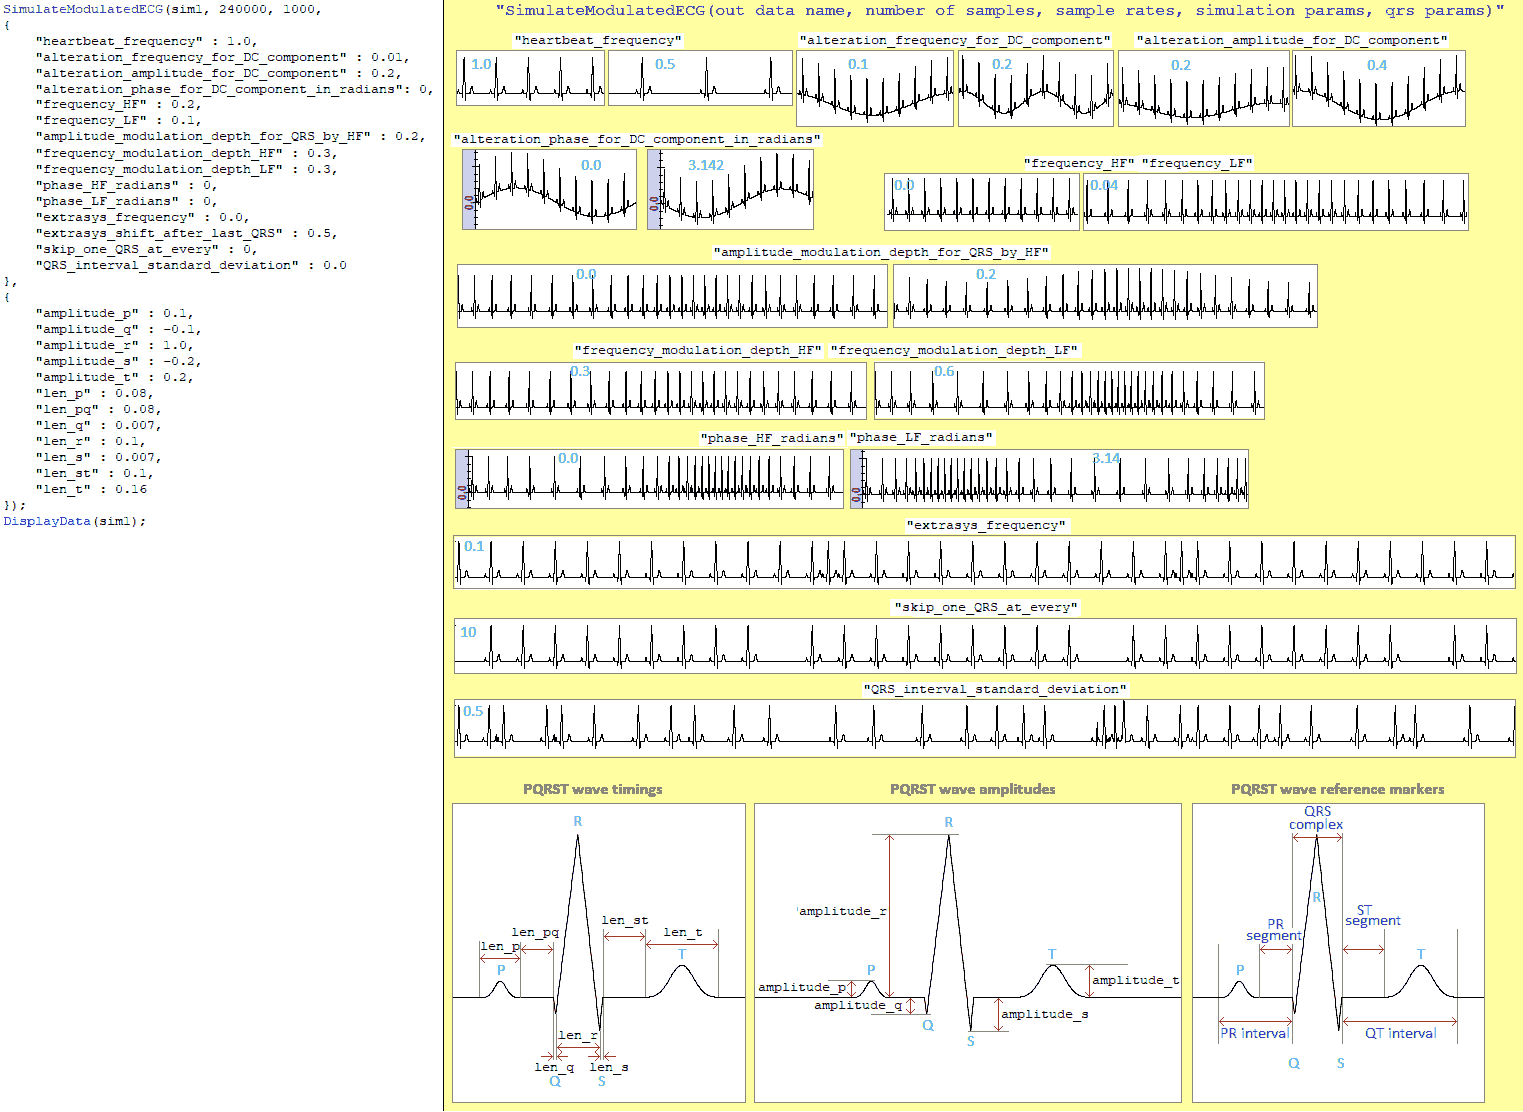 SimulateModulatedECG(sim1, 240000, 1000,
{
"heartbeat_frequency" : 1.0,
"alteration_frequency_for_DC_component" : 0.01,
"alteration_amplitude_for_DC_component" : 0.2,
"alteration_phase_for_DC_component_in_radians": 0,
"frequency_HF" : 0.2,
"frequency_LF" : 0.1,
"amplitude_modulation_depth_for_QRS_by_HF" : 0.2,
"frequency_modulation_depth_HF" : 0.3,
"frequency_modulation_depth_LF" : 0.3,
"phase_HF_radians" : 0,
"phase_LF_radians" : 0,
"extrasys_frequency" : 0.0,
"extrasys_shift_after_last_QRS" : 0.5,
"skip_one_QRS_at_every" : 0,
"QRS_interval_standard_deviation" : 0.0
},
{
"amplitude_p" : 0.1,
"amplitude_q" : -0.1,
"amplitude_r" : 1.0,
"amplitude_s" : -0.2,
"amplitude_t" : 0.2,
"len_p" : 0.08,
"len_pq" : 0.08,
"len_q" : 0.007,
"len_r" : 0.1,
"len_s" : 0.007,
"len_st" : 0.1,
"len_t" : 0.16
});
DisplayData(sim1);
"SimulateModulatedECG(out data name, number of samples, sample rates, simulation params, qrs params)"
"heartbeat_frequency" "alteration_frequency_for_DC_component" "alteration_amplitude_for_DC_component"
1.0 0.5 0.1 0.2 0.2 0.4
"alteration_phase_for_DC_component_in_radians"
0.0 0.0 0.0 3.142
"frequency_HF" "frequency_LF"
0.0 0.04
"amplitude_modulation_depth_for_QRS_by_HF"
0.0 0.2
"frequency_modulation_depth_HF" "frequency_modulation_depth_LF"
0.3 0.6
"phase_HF_radians" "phase_LF_radians"
0.0 0.0 0.0 3.14
"extrasys_frequency"
0.1
"skip_one_QRS_at_every"
10
"QRS_interval_standard_deviation"
0.5
PQRST wave timings
R
len_st
len_pq len_t
len_p
P T
len_r
len_q len_s
Q S
PQRST wave amplitudes
R
'amplitude_r
P T
amplitude_p amplitude_t
amplitude_q
amplitude_s
Q
S
PQRST wave reference markers
QRS
complex
R
ST
segment
PR
segment
P T
PR interval QT interval
Q S